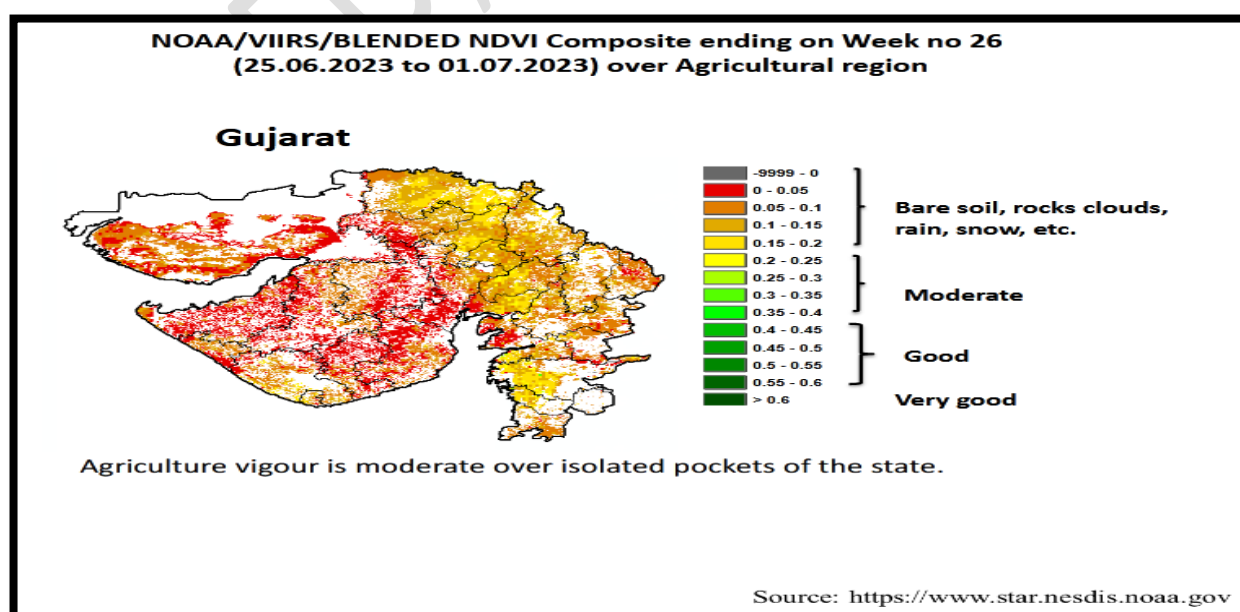 NOAA/VIIRS/BLENDED NDVI Composite ending on Week no 26
(25.06.2023 to 01.07.2023) over Agricultural region
Gujarat
-9999 - 0
0 - 0.05
0.05 - 0.1
0.1 - 0.15
0.15 - 0.2
0.2 - 0.25
0.25 - 0.3
0.3 - 0.35
0.35 - 0.4
0.4 - 0.45
0.45 - 0.5
0.5 - 0.55
0.55 - 0.6
> 0.6
Bare soil, rocks clouds,
rain, snow, etc.
Moderate
Good
Very good
Agriculture vigour is moderate over isolated pockets of the state.
Source: https://www.star.nesdis.noaa.gov